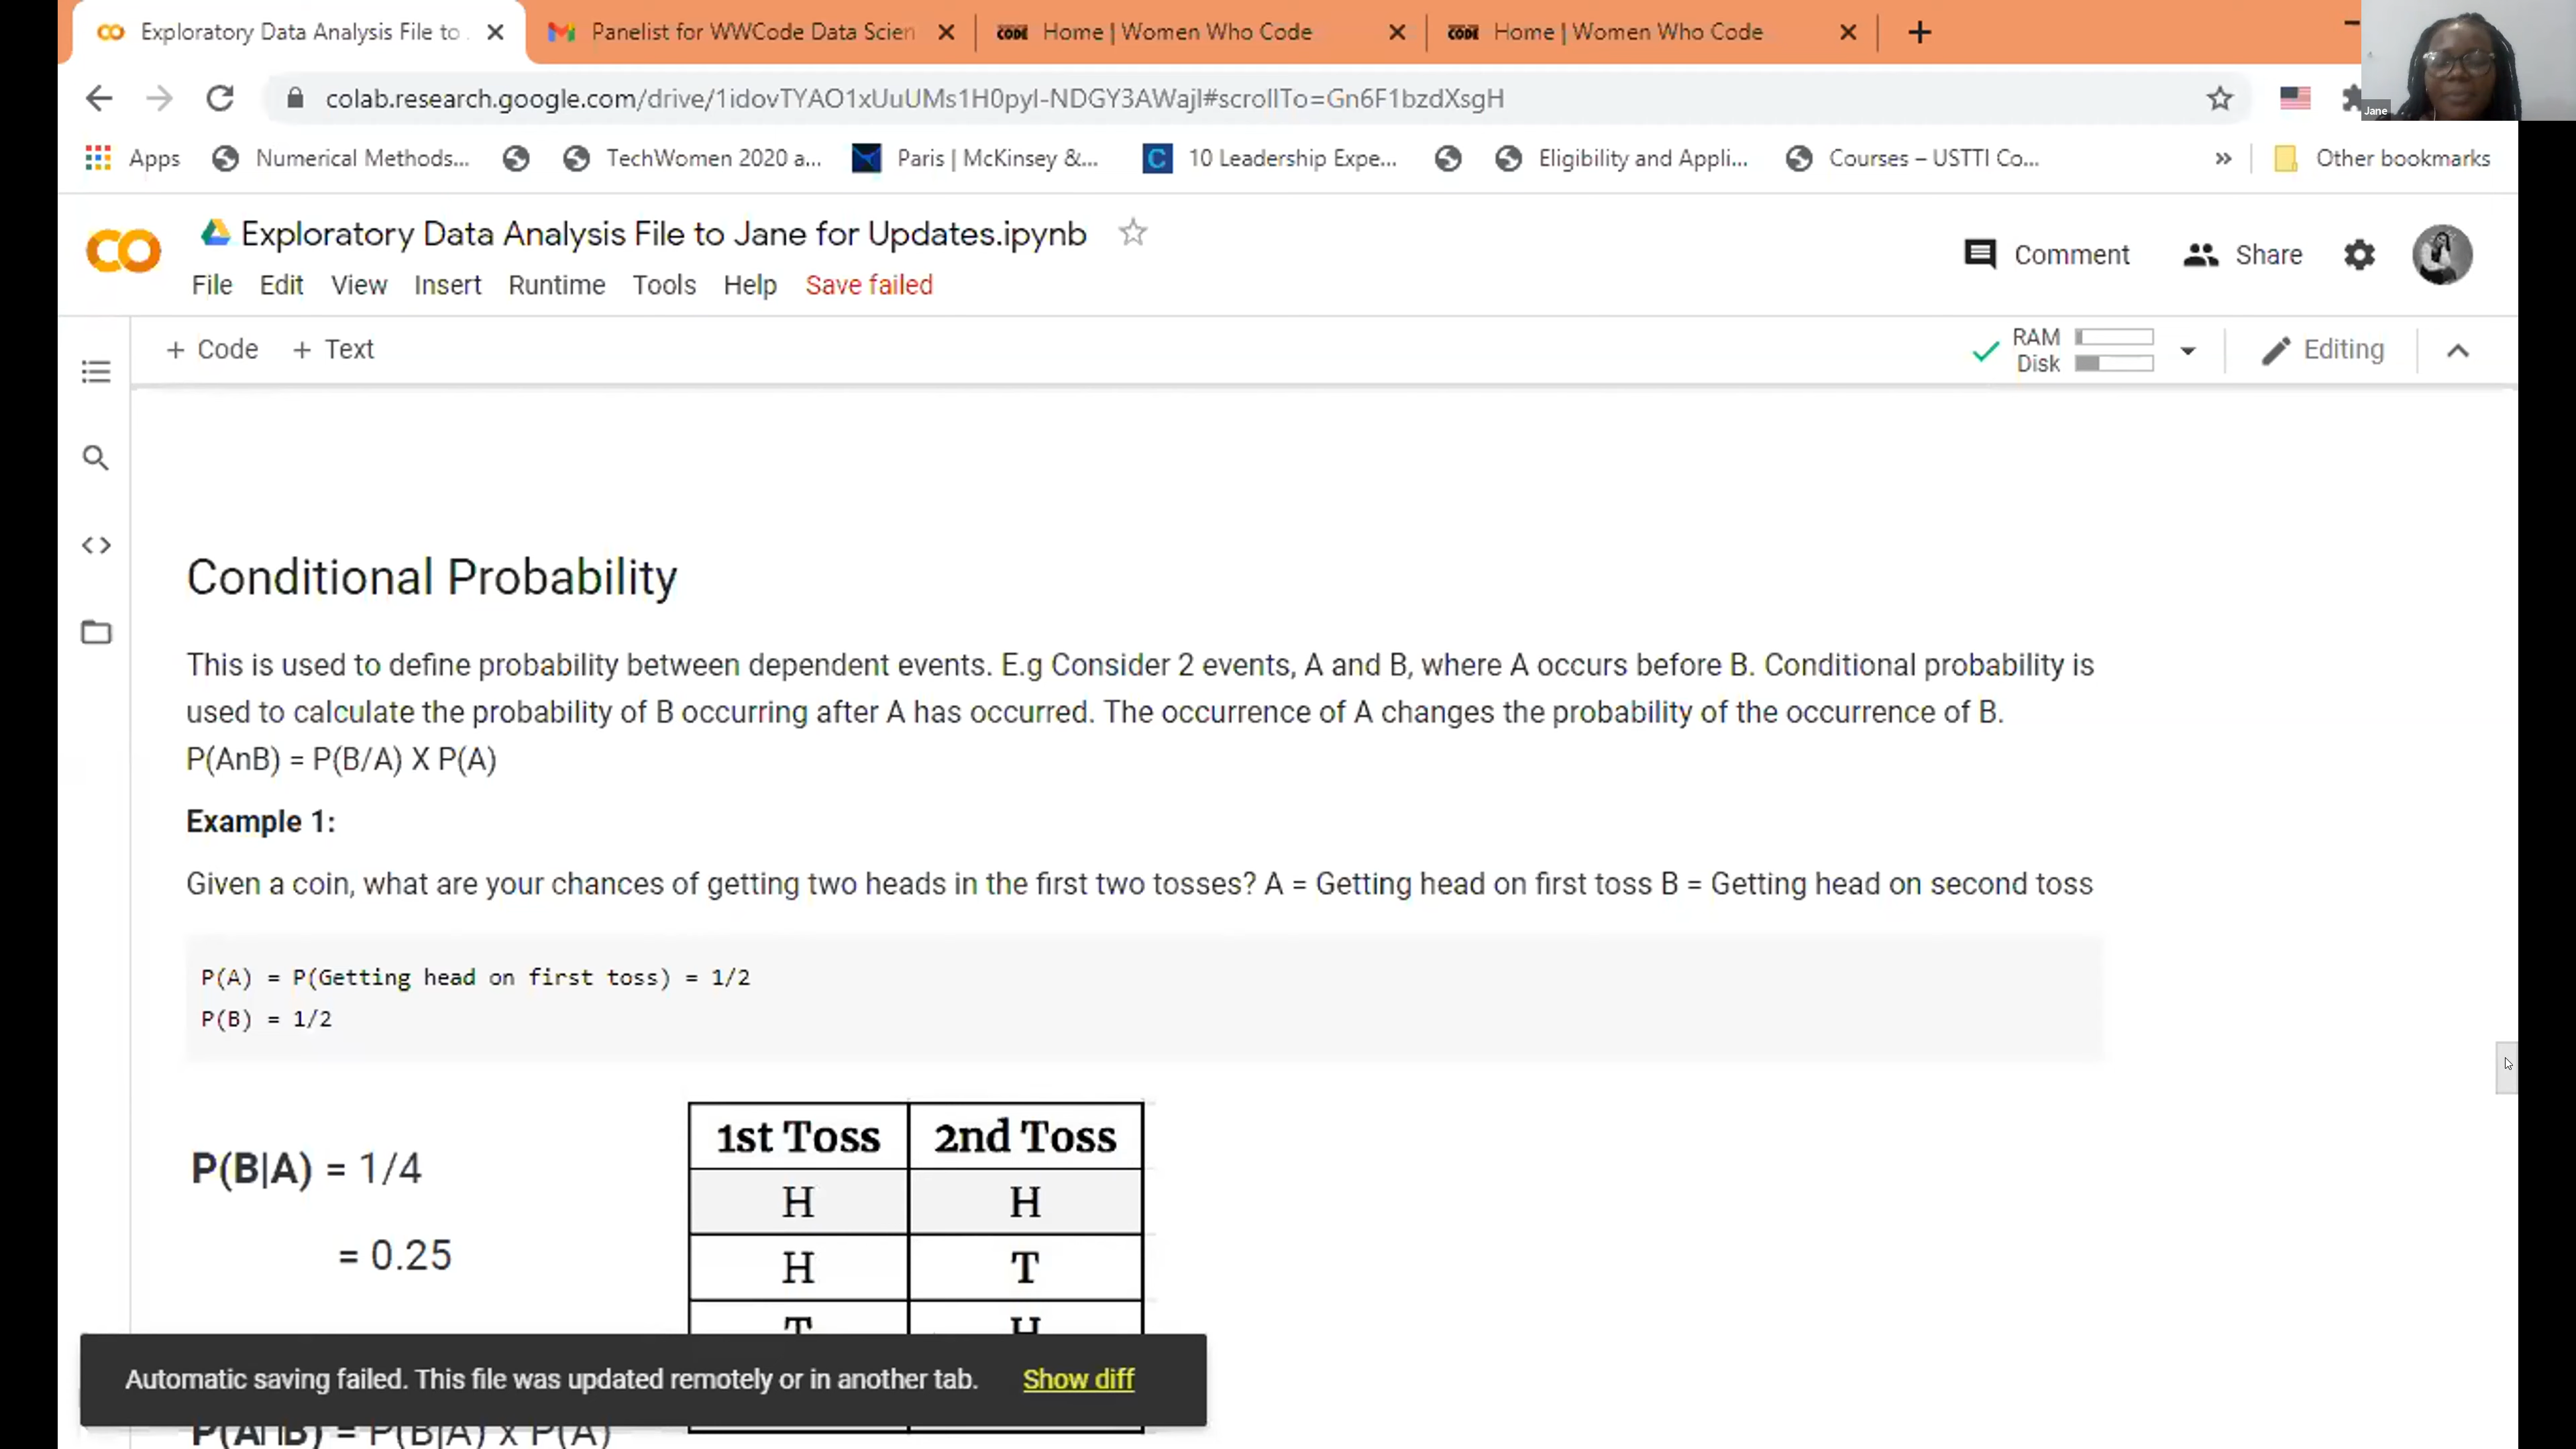 Exploratory Data Analysis File to
Panelist for WWCode Data Scien
CODE Home | Women Who Code
CODE Home | Women Who Code
Jane
colab.research.google.com/drive/1idovTYAO1xUuUMs1H0pyI-NDGY3AWajI#scrollTo=Gn6F1bzdXsgH
Apps
Numerical Methods...
TechWomen 2020 a...
Paris | McKinsey &...
10 Leadership Expe...
Eligibility and Appli...
Courses – USTTI Co...
»
Other bookmarks
CO
Exploratory Data Analysis File to Jane for Updates.ipynb
Comment
Share
File Edit View Insert Runtime Tools Help Save failed
+ Code + Text
RAM
Disk
Editing
Conditional Probability
This is used to define probability between dependent events. E.g Consider 2 events, A and B, where A occurs before B. Conditional probability is
used to calculate the probability of B occurring after A has occurred. The occurrence of A changes the probability of the occurrence of B.
P(AnB) = P(B/A) X P(A)
Example 1:
Given a coin, what are your chances of getting two heads in the first two tosses? A = Getting head on first toss B = Getting head on second toss
P(A) = P(Getting head on first toss) = 1/2
P(B) = 1/2
P(B|A) = 1/4
= 0.25
1st Toss 2nd Toss
H H
H T
T H
Automatic saving failed. This file was updated remotely or in another tab. Show diff
P(A∩B) = P(B|A) x P(A)